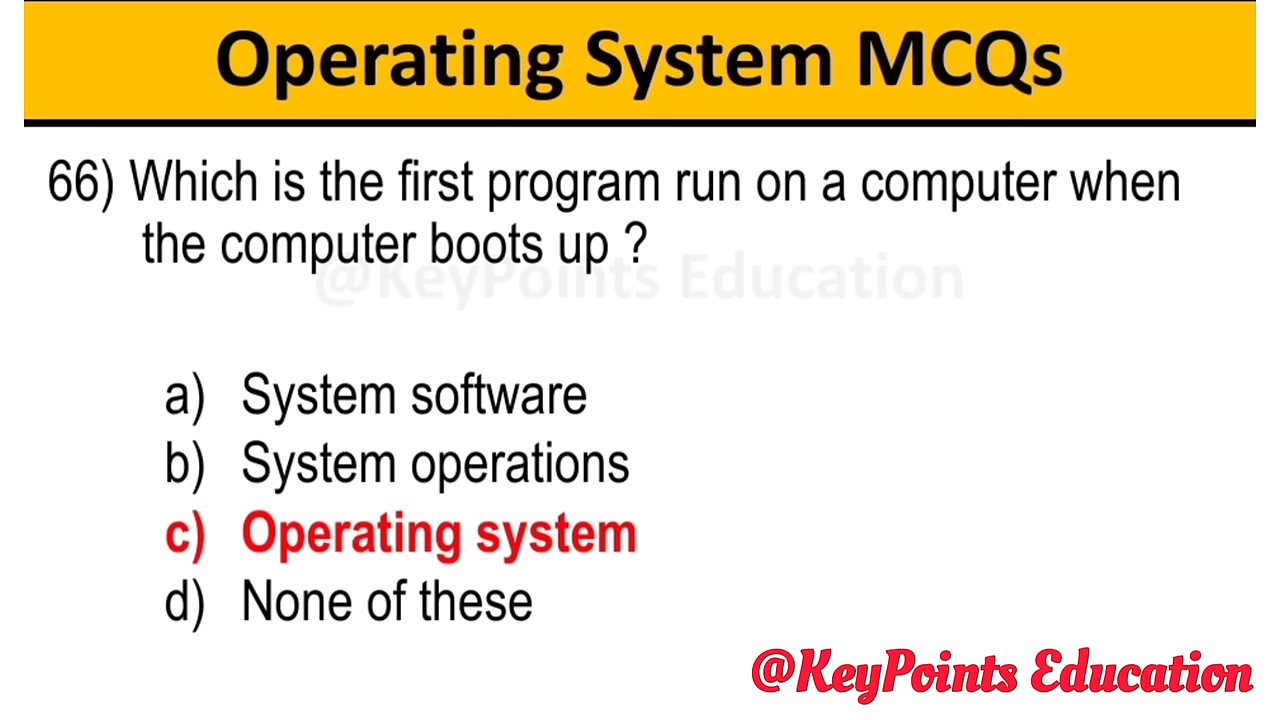 Operating System MCQs
66) Which is the first program run on a computer when
the computer boots up ?
@KeyPoints Education
a) System software
b) System operations
c) Operating system
d) None of these
@KeyPoints Education